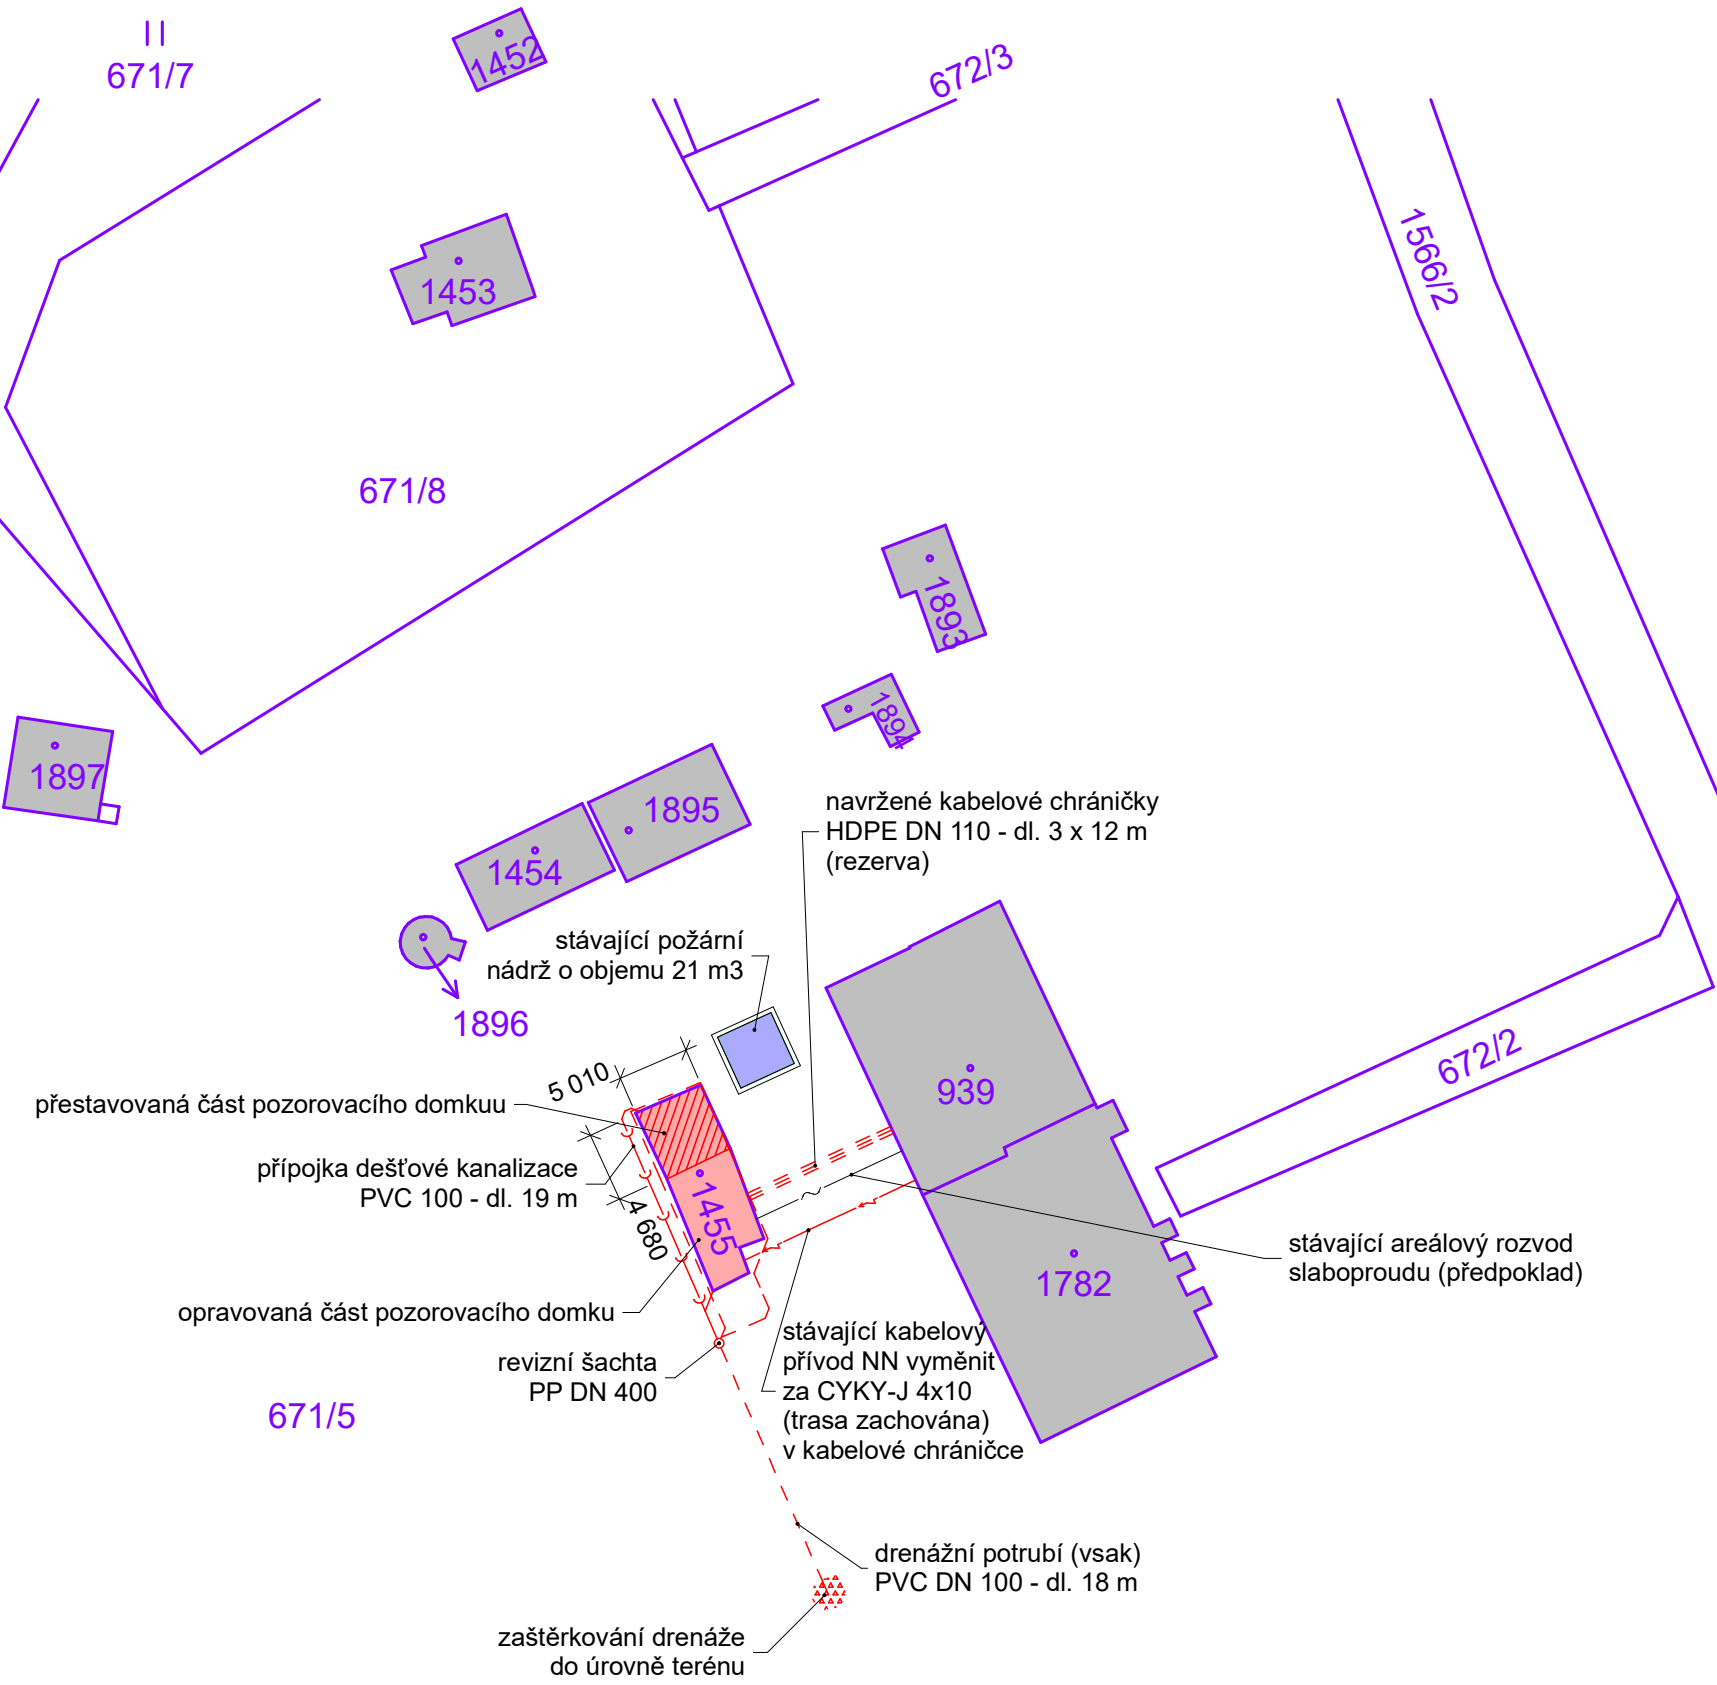 671/7
1452
672/3
1566/2
1453
671/8
1893
1894
1897
1895
1454
navržené kabelové chráničky
HDPE DN 110 - dl. 3 x 12 m
(rezerva)
stávající požární
nádrž o objemu 21 m3
1896
939
672/2
5 010
přestavovaná část pozorovacího domkuu
přípojka dešťové kanalizace
PVC 100 - dl. 19 m
4 680
1455
stávající areálový rozvod
slaboproudu (předpoklad)
1782
opravovaná část pozorovacího domku
stávající kabelový
přívod NN vyměnit
za CYKY-J 4x10
(trasa zachována)
v kabelové chráničce
revizní šachta
PP DN 400
671/5
drenážní potrubí (vsak)
PVC DN 100 - dl. 18 m
zaštěrkování drenáže
do úrovně terénu